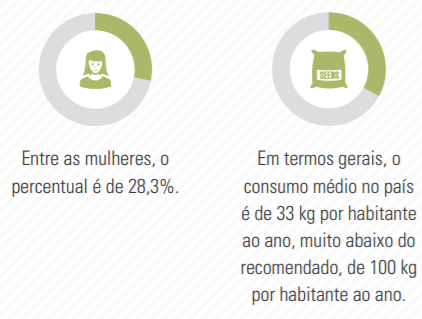 SEEDS
Entre as mulheres, o
percentual é de 28,3%.
Em termos gerais, o
consumo médio no país
é de 33 kg por habitante
ao ano, muito abaixo do
recomendado, de 100 kg
por habitante ao ano.